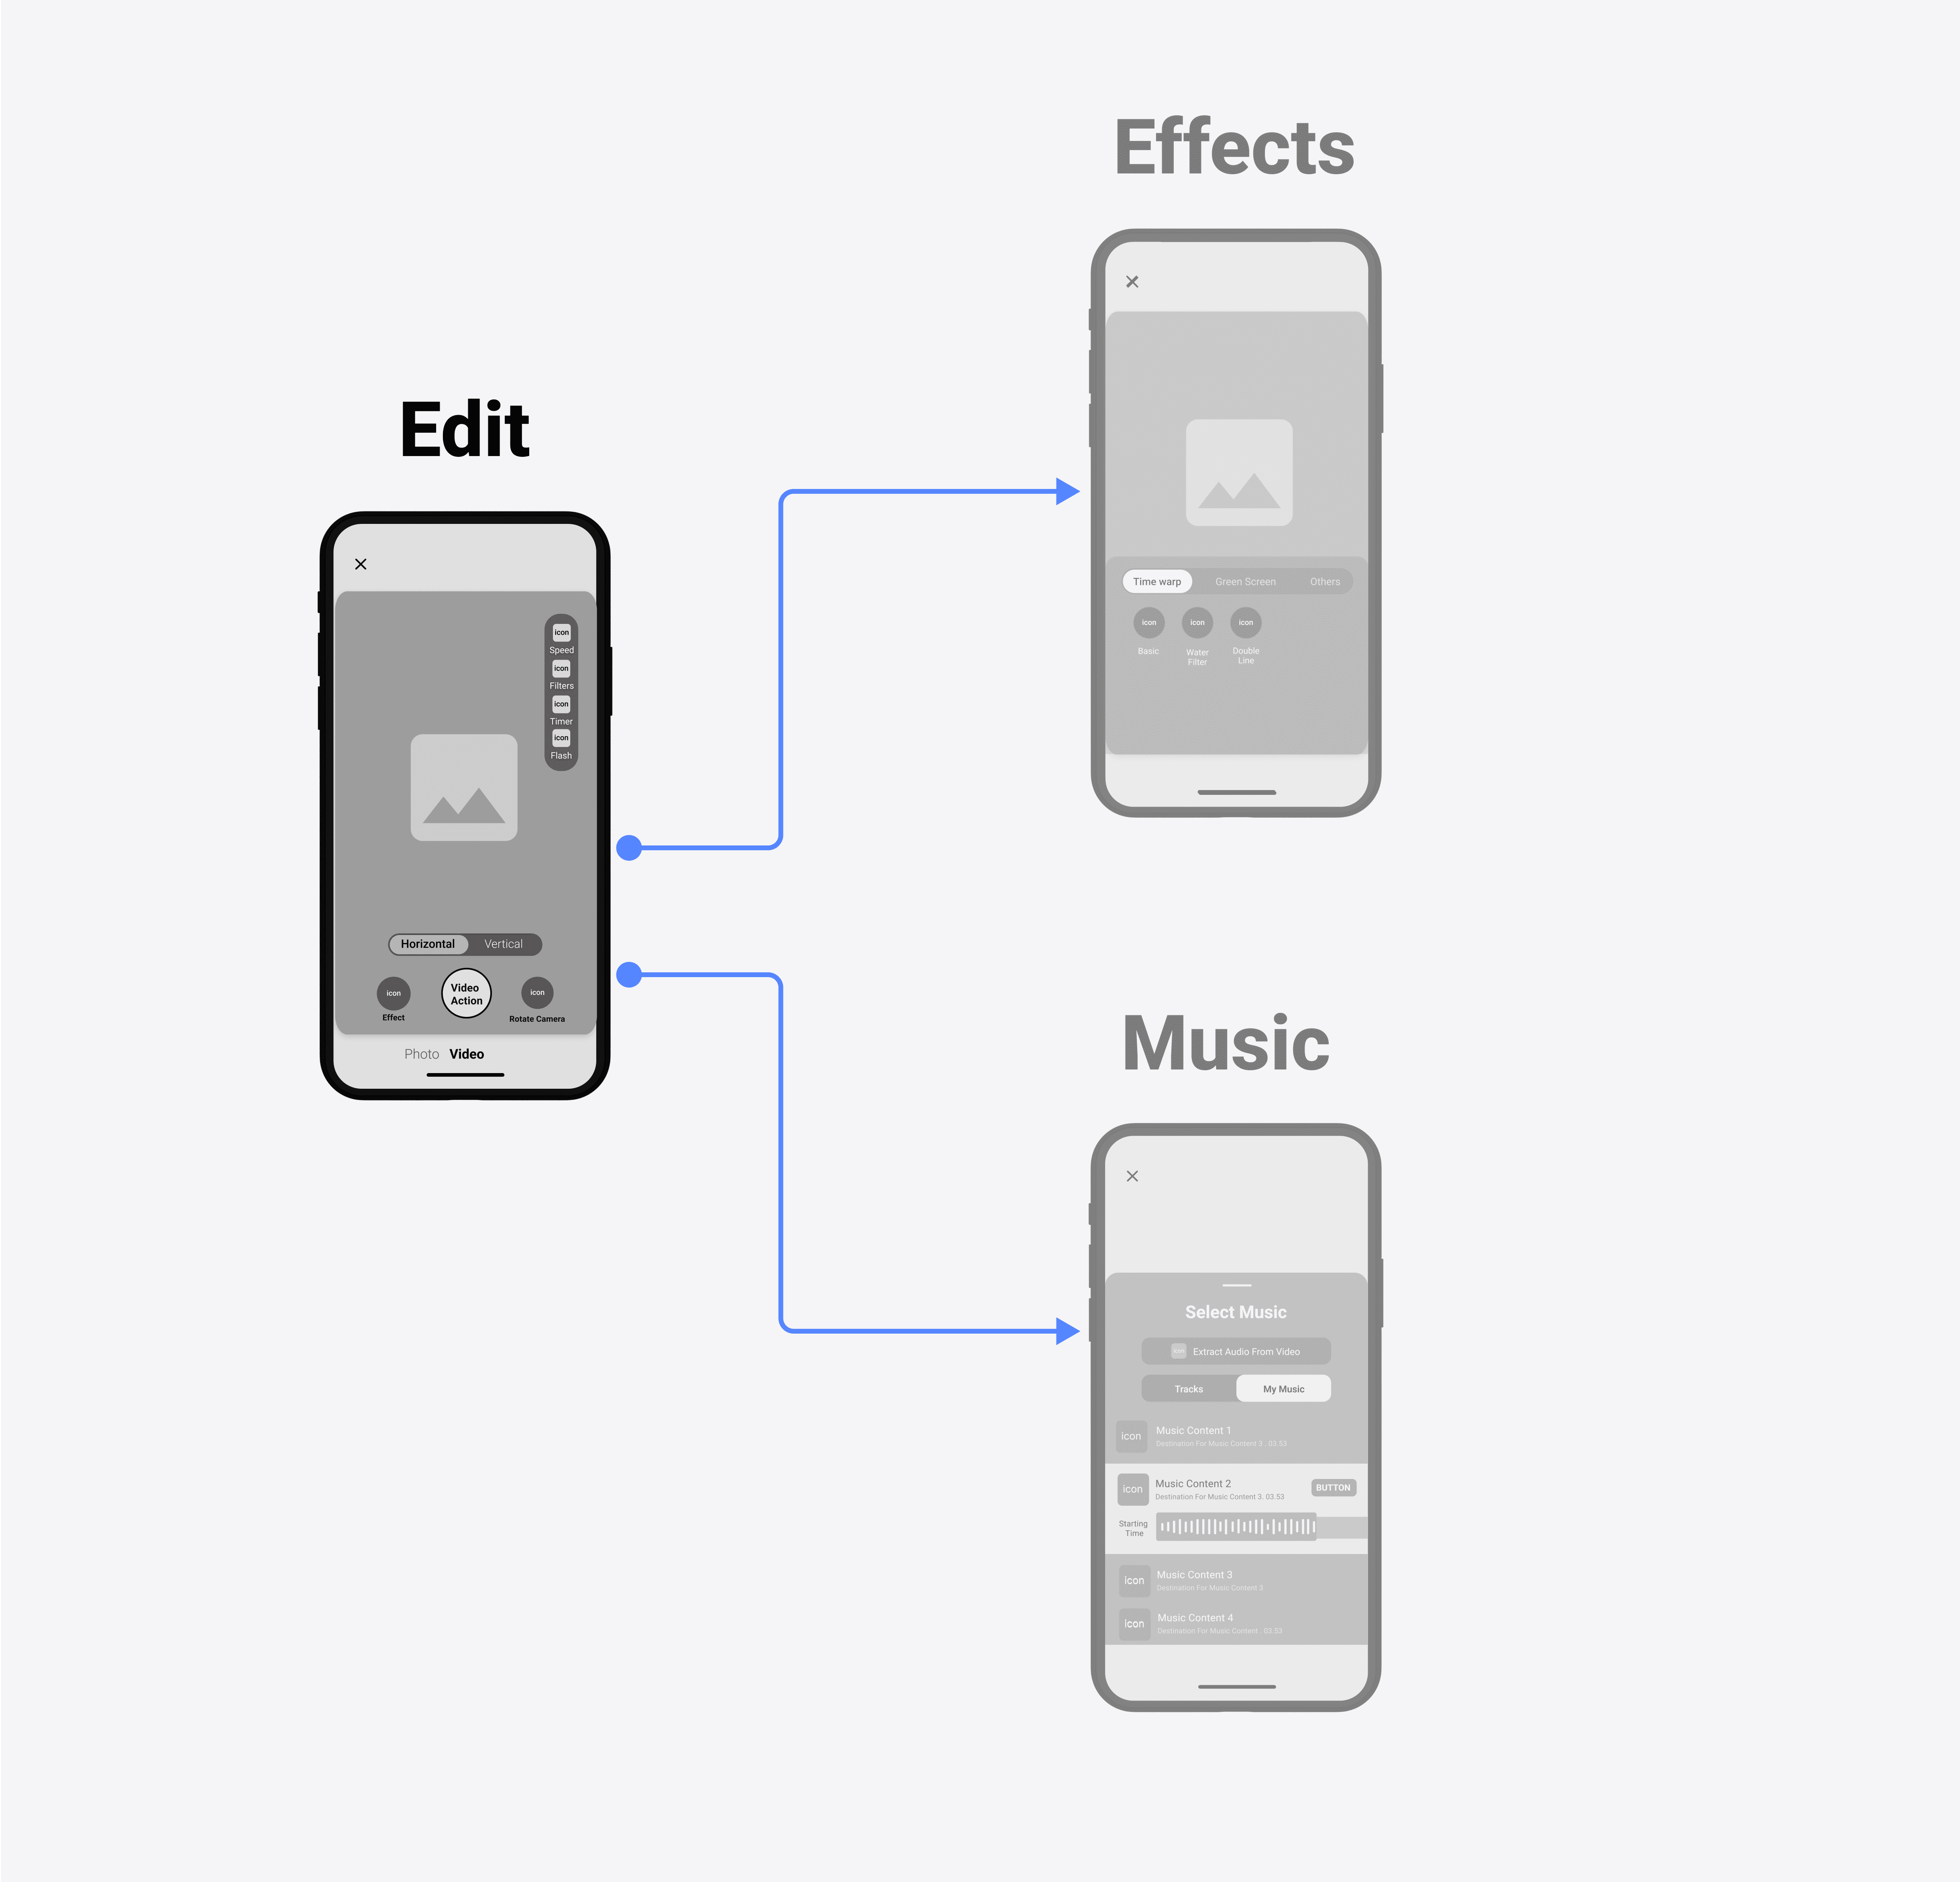 Edit
icon
Speed
icon
Filters
icon
Timer
icon
Flash
Horizontal
Vertical
icon
Effect
Video
Action
icon
Rotate Camera
Photo
Video
Effects
Time warp
Green Screen
Others
icon
icon
icon
Basic
Water
Filter
Double
Line
Music
Select Music
icon
Extract Audio From Video
Tracks
My Music
icon
Music Content 1
Destination For Music Content 3 . 03.53
icon
Music Content 2
Destination For Music Content 3. 03.53
BUTTON
Starting
Time
icon
Music Content 3
Destination For Music Content 3
icon
Music Content 4
Destination For Music Content . 03.53